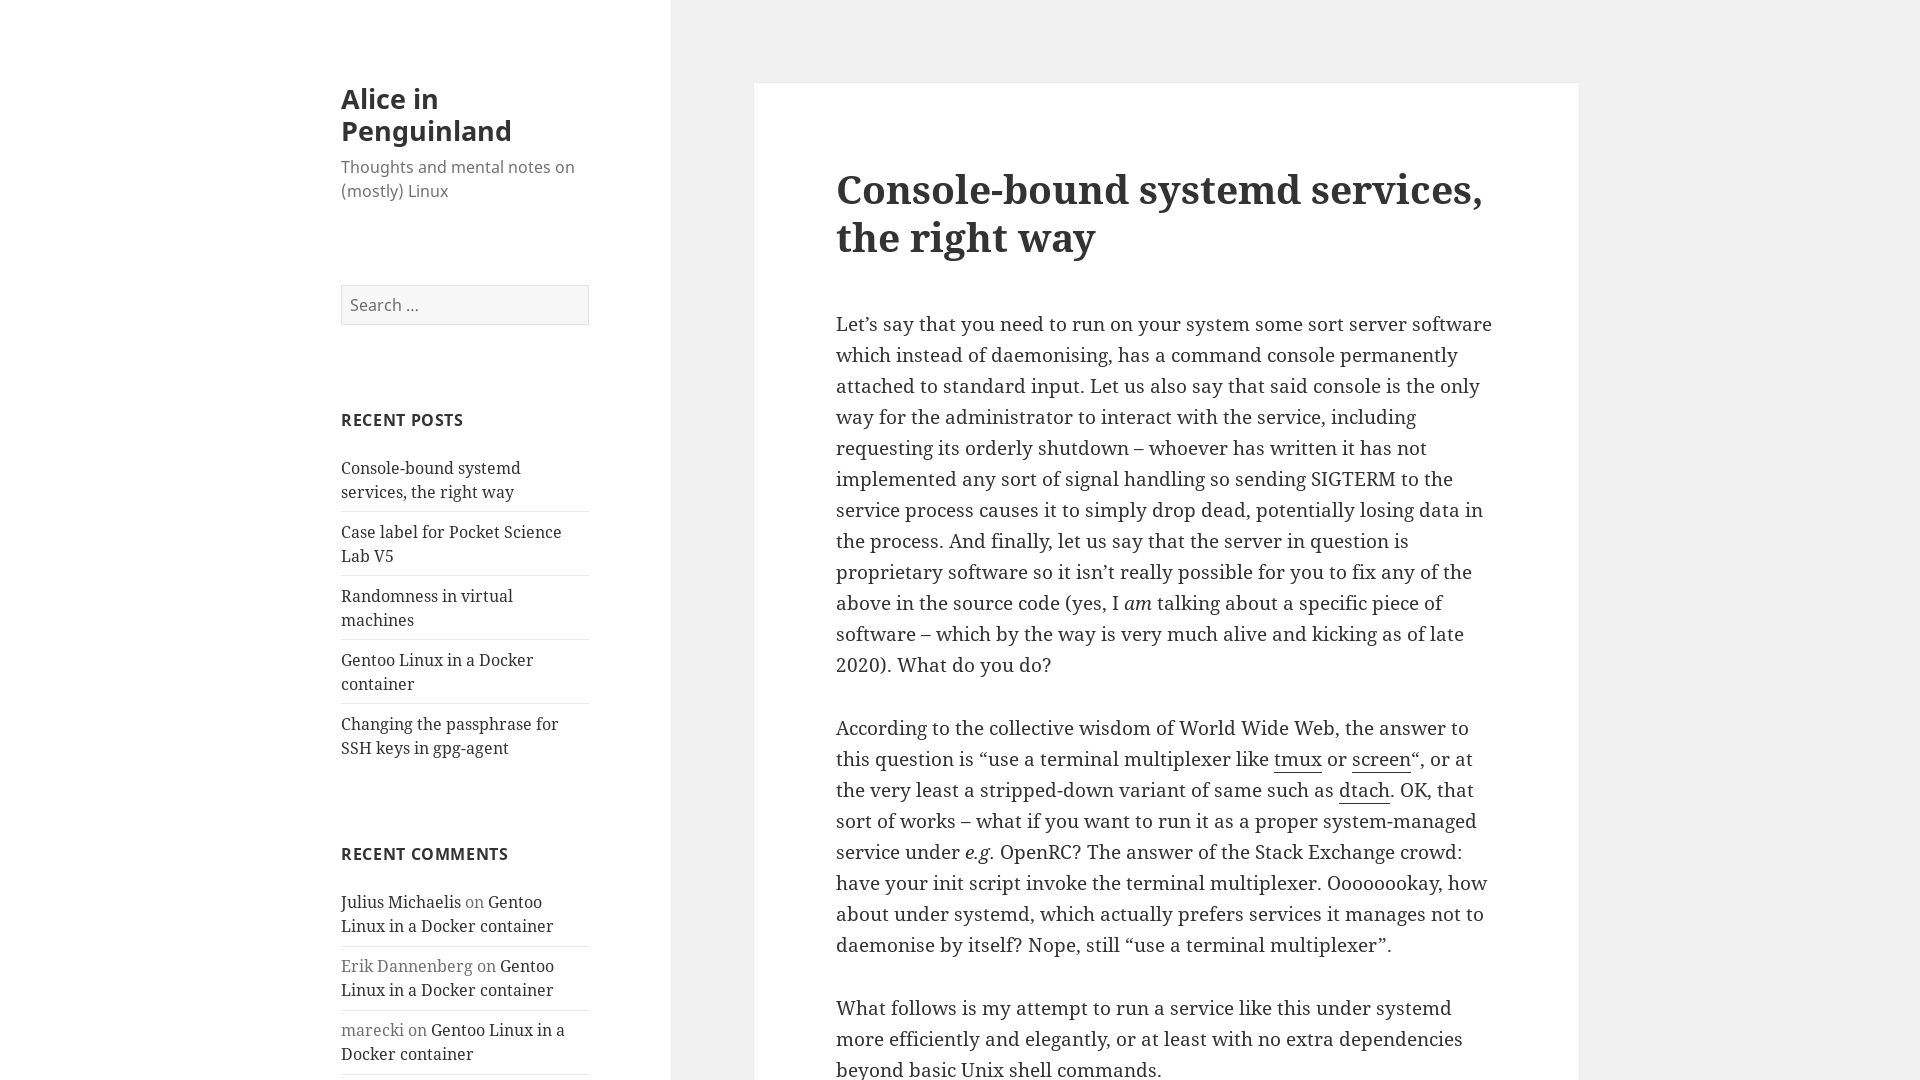 Alice in
Penguinland
Thoughts and mental notes on
(mostly) Linux
Search …
RECENT POSTS
Console-bound systemd
services, the right way
Case label for Pocket Science
Lab V5
Randomness in virtual
machines
Gentoo Linux in a Docker
container
Changing the passphrase for
SSH keys in gpg-agent
RECENT COMMENTS
Julius Michaelis on Gentoo
Linux in a Docker container
Erik Dannenberg on Gentoo
Linux in a Docker container
marecki on Gentoo Linux in a
Docker container
Console-bound systemd services,
the right way
Let’s say that you need to run on your system some sort server software
which instead of daemonising, has a command console permanently
attached to standard input. Let us also say that said console is the only
way for the administrator to interact with the service, including
requesting its orderly shutdown – whoever has written it has not
implemented any sort of signal handling so sending SIGTERM to the
service process causes it to simply drop dead, potentially losing data in
the process. And finally, let us say that the server in question is
proprietary software so it isn’t really possible for you to fix any of the
above in the source code (yes, I am talking about a specific piece of
software – which by the way is very much alive and kicking as of late
2020). What do you do?
According to the collective wisdom of World Wide Web, the answer to
this question is “use a terminal multiplexer like tmux or screen“, or at
the very least a stripped-down variant of same such as dtach. OK, that
sort of works – what if you want to run it as a proper system-managed
service under e.g. OpenRC? The answer of the Stack Exchange crowd:
have your init script invoke the terminal multiplexer. Oooooookay, how
about under systemd, which actually prefers services it manages not to
daemonise by itself? Nope, still “use a terminal multiplexer”.
What follows is my attempt to run a service like this under systemd
more efficiently and elegantly, or at least with no extra dependencies
beyond basic Unix shell commands.